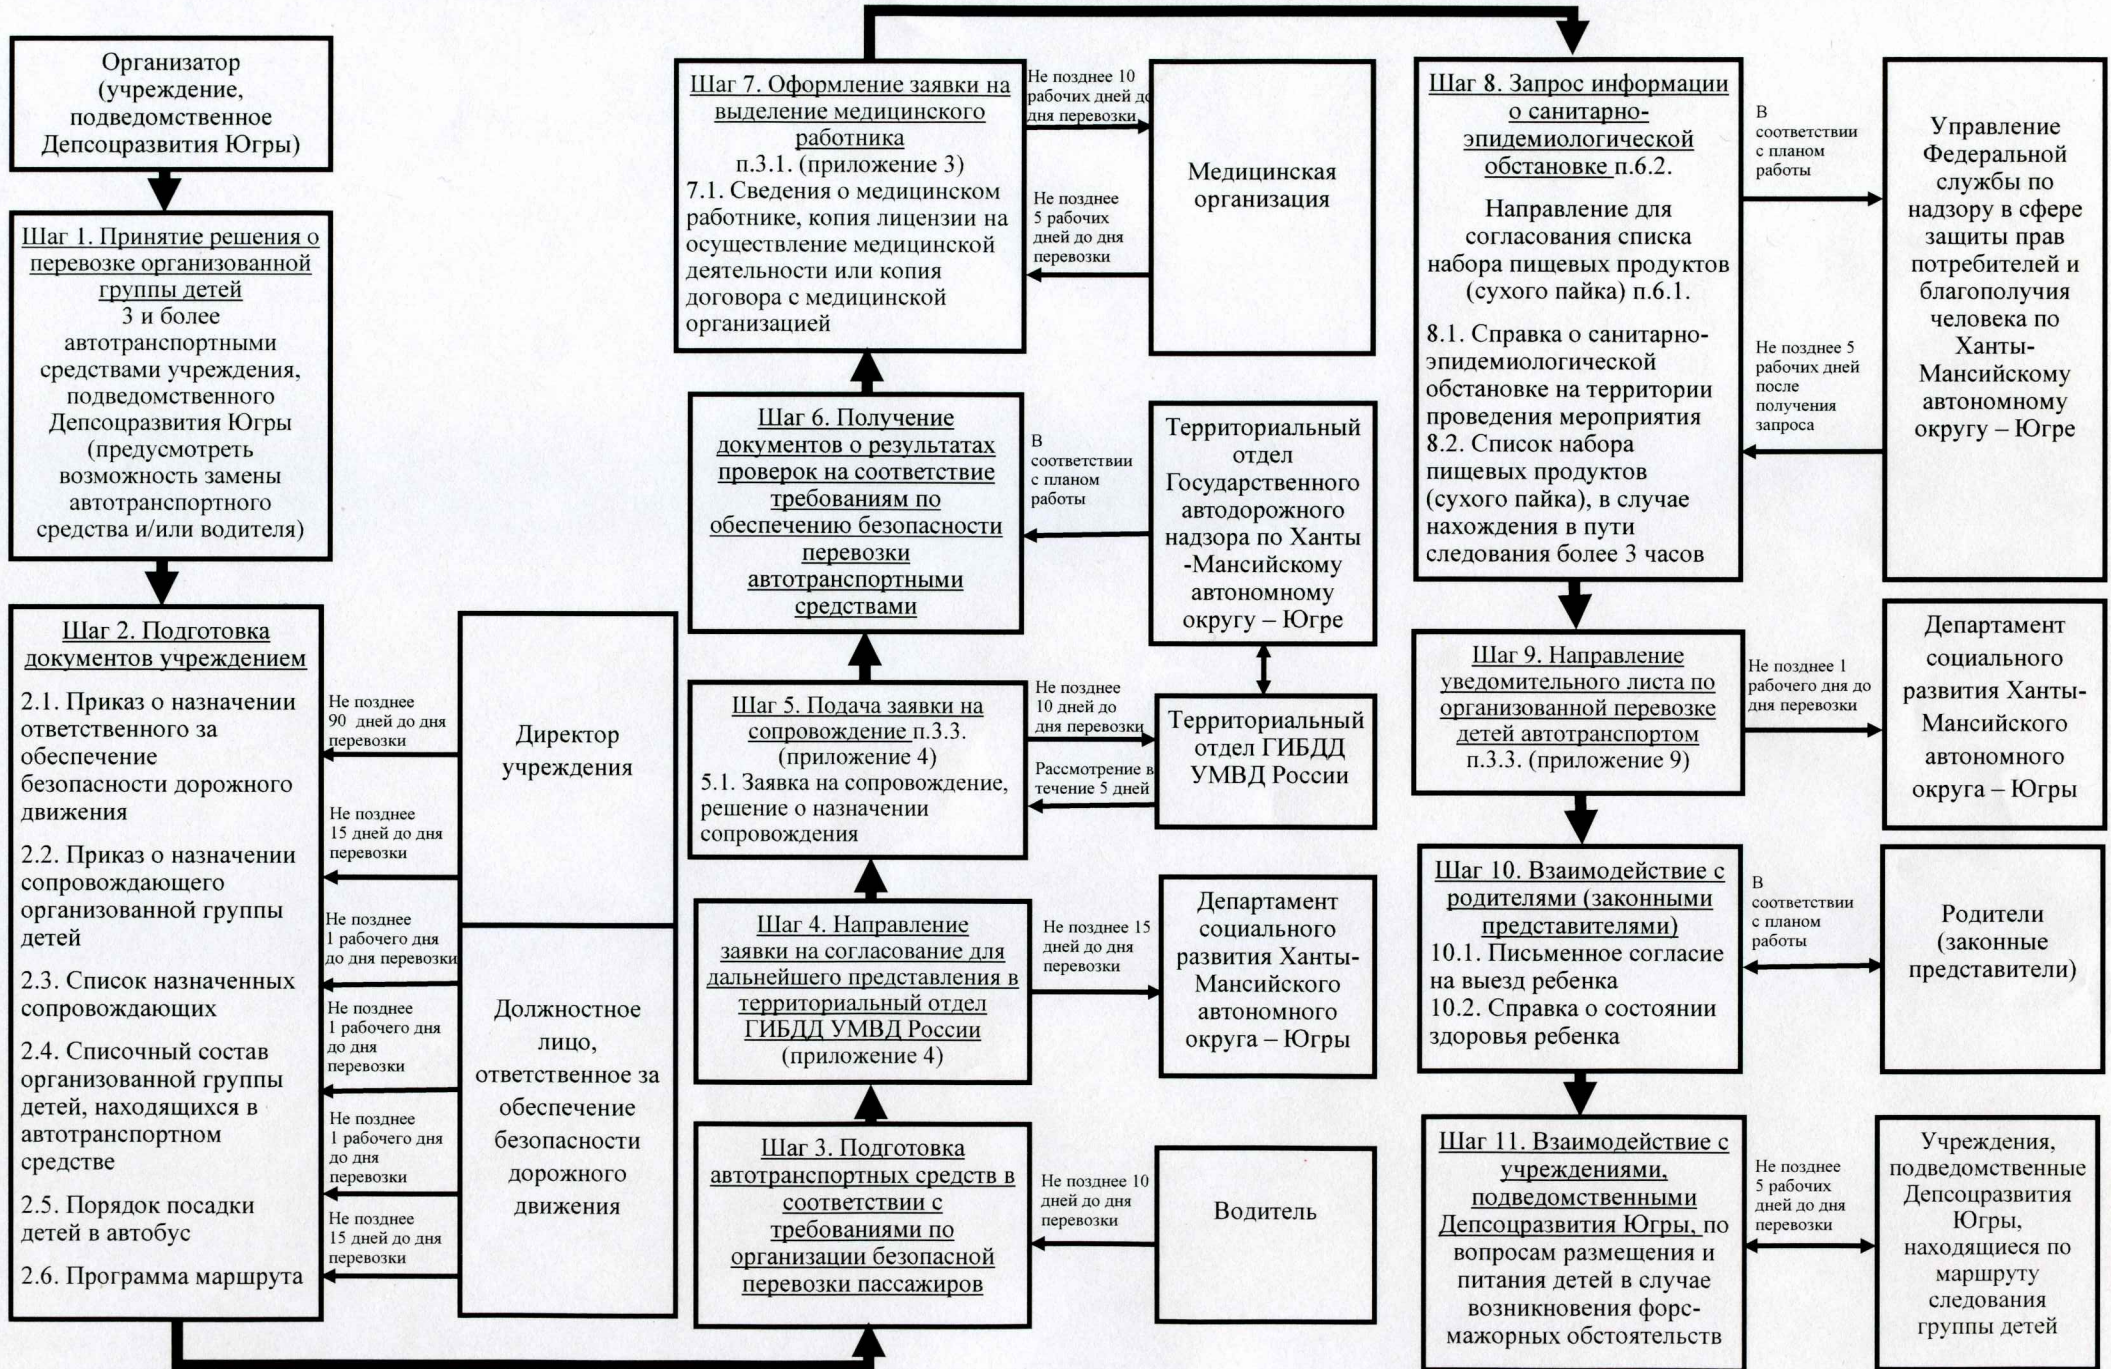 Организатор
(учреждение,
подведомственное
Депсоцразвития Югры)
Шаг 1. Принятие решения о
перевозке организованной
группы детей
3 и более
автотранспортными
средствами учреждения,
подведомственного
Депсоцразвития Югры
(предусмотреть
возможность замены
автотранспортного
средства и/или водителя)
Шаг 2. Подготовка
документов учреждением
2.1. Приказ о назначении
ответственного за
обеспечение
безопасности дорожного
движения
2.2. Приказ о назначении
сопровождающего
организованной группы
детей
2.3. Список назначенных
сопровождающих
2.4. Списочный состав
организованной группы
детей, находящихся в
автотранспортном
средстве
2.5. Порядок посадки
детей в автобус
2.6. Программа маршрута
Не позднее
90 дней до дня
перевозки
Не позднее
15 дней до дня
перевозки
Не позднее
1 рабочего дня
до дня перевозки
Не позднее
1 рабочего дня
до дня
перевозки
Не позднее
1 рабочего дня
до дня
перевозки
Не позднее
15 дней до дня
перевозки
Директор
учреждения
Должностное
лицо,
ответственное за
обеспечение
безопасности
дорожного
движения
Шаг 3. Подготовка
автотранспортных средств в
соответствии с
требованиями по
организации безопасной
перевозки пассажиров
Не позднее 10
дней до дня
перевозки
Водитель
Шаг 4. Направление
заявки на согласование для
дальнейшего представления в
территориальный отдел
ГИБДД УМВД России
(приложение 4)
Не позднее 15
дней до дня
перевозки
Департамент
социального
развития Ханты-
Мансийского
автономного
округа – Югры
Шаг 5. Подача заявки на
сопровождение п.3.3.
(приложение 4)
5.1. Заявка на сопровождение,
решение о назначении
сопровождения
Не позднее
10 дней до
дня перевозки
Рассмотрение в
течение 5 дней
Территориальный
отдел ГИБДД
УМВД России
Шаг 6. Получение
документов о результатах
проверок на соответствие
требованиям по
обеспечению безопасности
перевозки
автотранспортными
средствами
В
соответствии
с планом
работы
Территориальный
отдел
Государственного
автодорожного
надзора по Ханты
-Мансийскому
автономному
округу – Югре
Шаг 7. Оформление заявки на
выделение медицинского
работника
п.3.1. (приложение 3)
7.1. Сведения о медицинском
работнике, копия лицензии на
осуществление медицинской
деятельности или копия
договора с медицинской
организацией
Не позднее 10
рабочих дней до
дня перевозки
Не позднее
5 рабочих
дней до дня
перевозки
Медицинская
организация
Шаг 8. Запрос информации
о санитарно-
эпидемиологической
обстановке п.6.2.
Направление для
согласования списка
набора пищевых продуктов
(сухого пайка) п.6.1.
8.1. Справка о санитарно-
эпидемиологической
обстановке на территории
проведения мероприятия
8.2. Список набора
пищевых продуктов
(сухого пайка), в случае
нахождения в пути
следования более 3 часов
В
соответствии
с планом
работы
Не позднее 5
рабочих дней
после
получения
запроса
Управление
Федеральной
службы по
надзору в сфере
защиты прав
потребителей и
благополучия
человека по
Ханты-
Мансийскому
автономному
округу – Югре
Шаг 9. Направление
уведомительного листа по
организованной перевозке
детей автотранспортом
п.3.3. (приложение 9)
Не позднее 1
рабочего дня до
дня перевозки
Департамент
социального
развития Ханты-
Мансийского
автономного
округа – Югры
Шаг 10. Взаимодействие с
родителями (законными
представителями)
10.1. Письменное согласие
на выезд ребенка
10.2. Справка о состоянии
здоровья ребенка
В
соответствии
с планом
работы
Родители
(законные
представители)
Шаг 11. Взаимодействие с
учреждениями,
подведомственными
Депсоцразвития Югры, по
вопросам размещения и
питания детей в случае
возникновения форс-
мажорных обстоятельств
Не позднее
5 рабочих
дней до дня
перевозки
Учреждения,
подведомственные
Депсоцразвития
Югры,
находящиеся по
маршруту
следования
группы детей